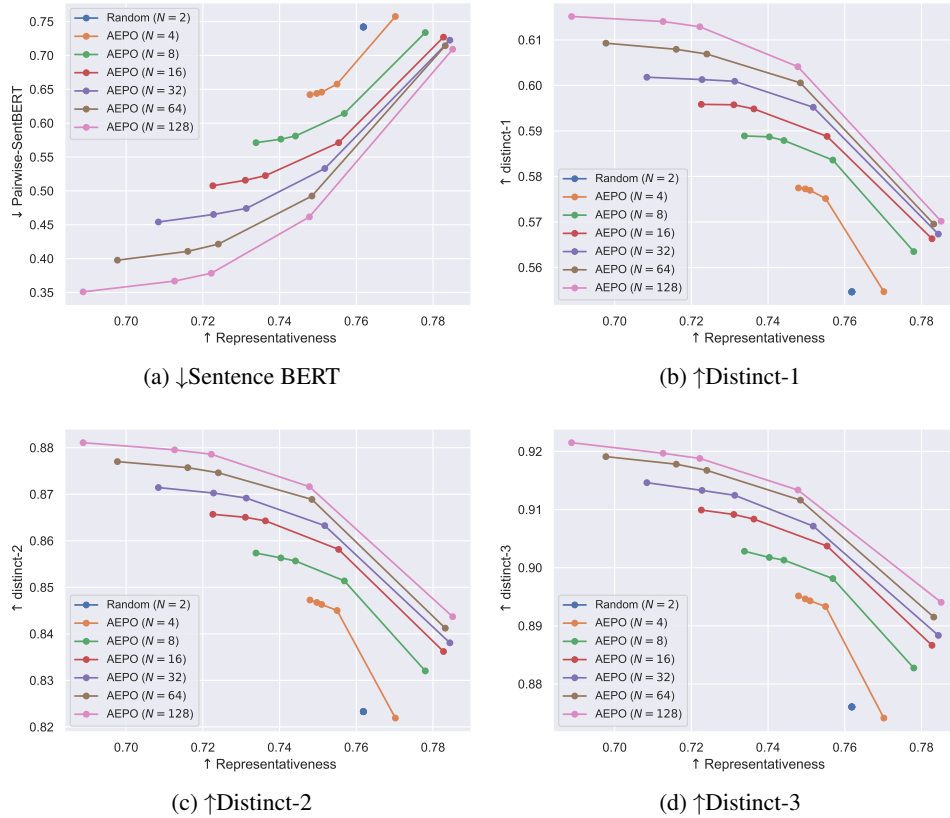 0.75
0.70
0.65
0.60
0.55
0.50
0.45
0.40
0.35
↓ Pairwise-SentBERT
Random (N = 2)
AEPO (N = 4)
AEPO (N = 8)
AEPO (N = 16)
AEPO (N = 32)
AEPO (N = 64)
AEPO (N = 128)
0.70 0.72 0.74 0.76 0.78
↑ Representativeness
(a) ↓Sentence BERT
0.61
0.60
0.59
0.58
0.57
0.56
↑ distinct-1
Random (N = 2)
AEPO (N = 4)
AEPO (N = 8)
AEPO (N = 16)
AEPO (N = 32)
AEPO (N = 64)
AEPO (N = 128)
0.70 0.72 0.74 0.76 0.78
↑ Representativeness
(b) ↑Distinct-1
0.88
0.87
0.86
0.85
0.84
0.83
0.82
↑ distinct-2
Random (N = 2)
AEPO (N = 4)
AEPO (N = 8)
AEPO (N = 16)
AEPO (N = 32)
AEPO (N = 64)
AEPO (N = 128)
0.70 0.72 0.74 0.76 0.78
↑ Representativeness
(c) ↑Distinct-2
0.92
0.91
0.90
0.89
0.88
↑ distinct-3
Random (N = 2)
AEPO (N = 4)
AEPO (N = 8)
AEPO (N = 16)
AEPO (N = 32)
AEPO (N = 64)
AEPO (N = 128)
0.70 0.72 0.74 0.76 0.78
↑ Representativeness
(d) ↑Distinct-3